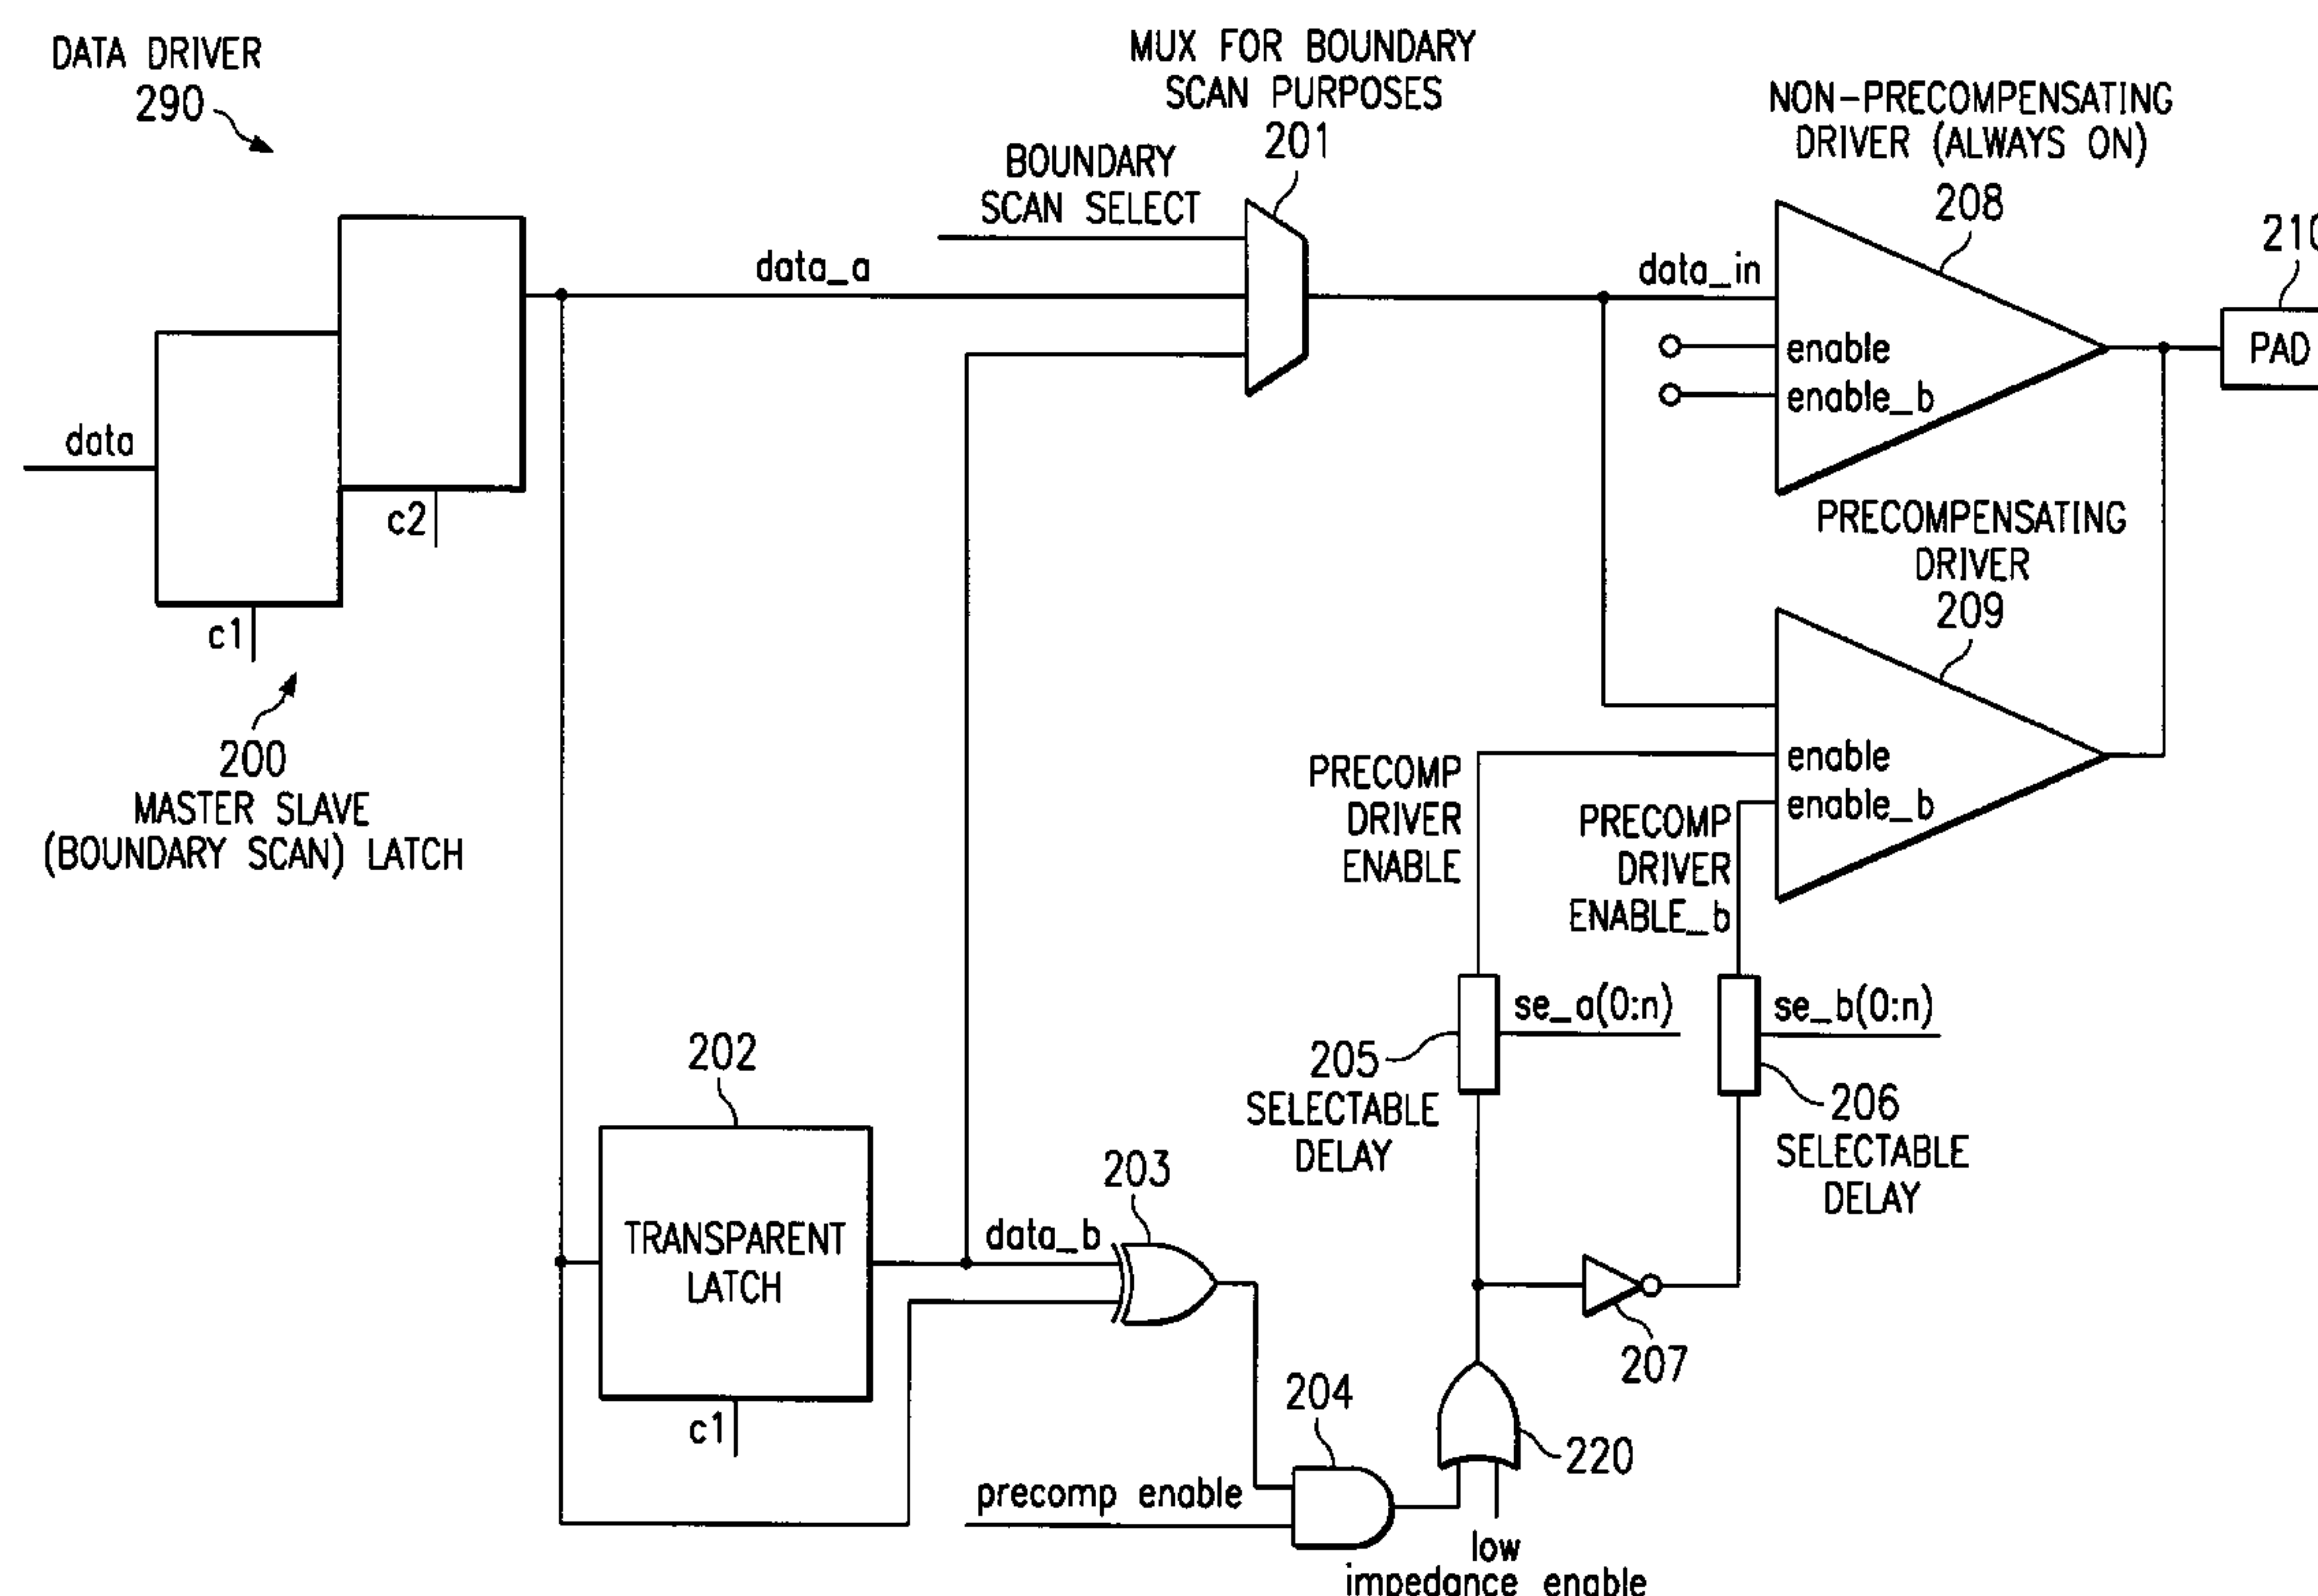 DATA DRIVER
290
MUX FOR BOUNDARY
SCAN PURPOSES
201
BOUNDARY
SCAN SELECT
NON-PRECOMPENSATING
DRIVER (ALWAYS ON)
208
210
data_a
data_in
enable
enable_b
PAD
data
c2
c1
200
MASTER SLAVE
(BOUNDARY SCAN) LATCH
PRECOMPENSATING
DRIVER
209
PRECOMP
DRIVER
ENABLE
enable
enable_b
PRECOMP
DRIVER
ENABLE_b
se_a(0:n)
se_b(0:n)
205
SELECTABLE
DELAY
206
SELECTABLE
DELAY
202
TRANSPARENT
LATCH
c1
data_b
203
207
204
220
precomp enable
low
impedance enable